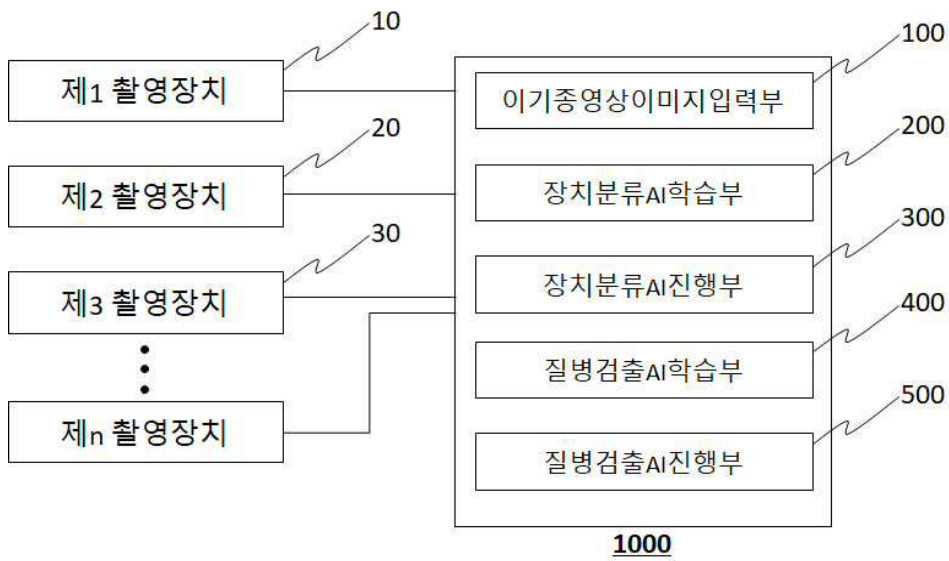 10
제1 촬영장치
20
제2 촬영장치
30
제3 촬영장치
제n 촬영장치
100
이기종영상이미지입력부
200
장치분류AI학습부
300
장치분류AI진행부
400
질병검출AI학습부
500
질병검출AI진행부
1000